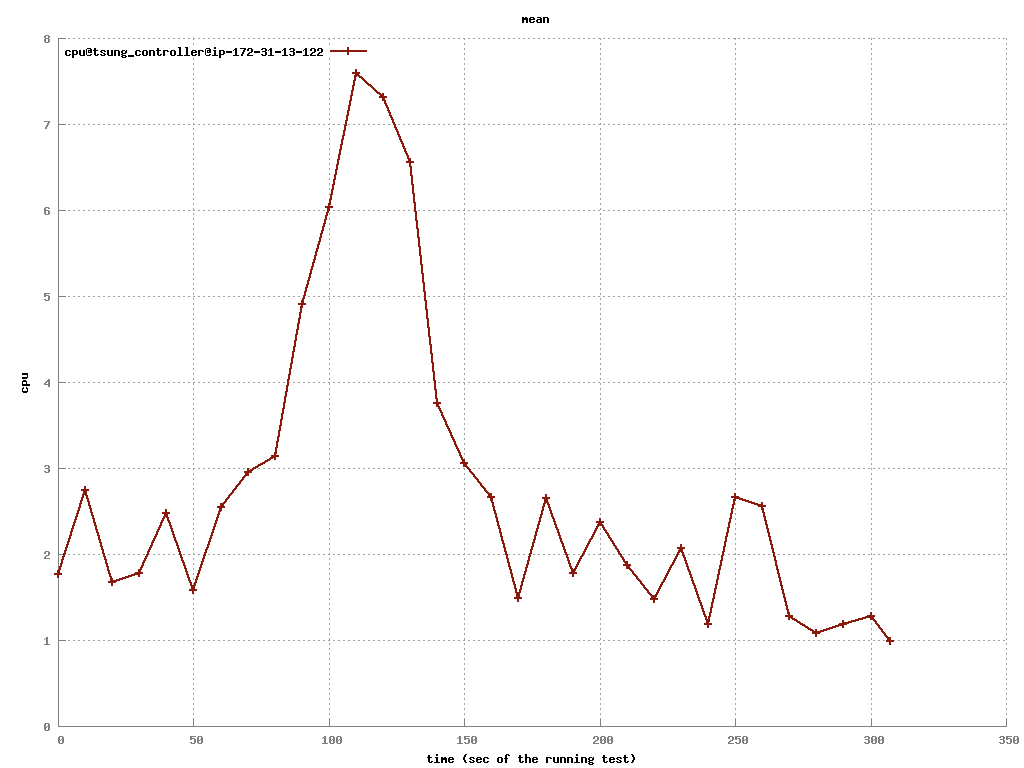 mean
8
cpu@tsung_controller@ip-172-31-13-122
7
6
5
4
cpu
3
2
1
0
0 50 100 150 200 250 300 350
time (sec of the running test)